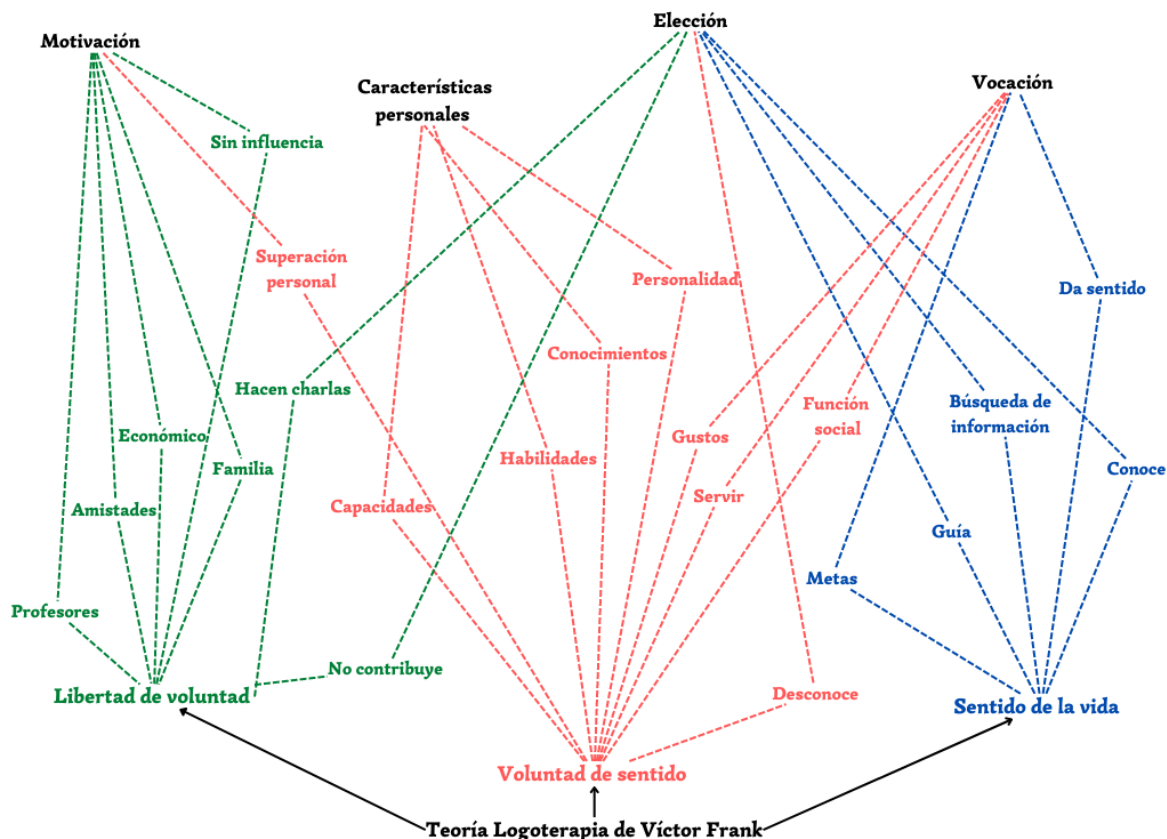 Elección
Motivación
Vocación
Características
personales
Sin influencia
Superación
personal
Personalidad
Da sentido
Conocimientos
Hacen charlas
Función
social
Búsqueda de
información
Económico
Gustos
Familia
Habilidades
Conoce
Servir
Amistades
Capacidades
Guía
Metas
Profesores
No contribuye
Desconoce
Libertad de voluntad
Sentido de la vida
Voluntad de sentido
Teoría Logoterapia de Víctor Frank